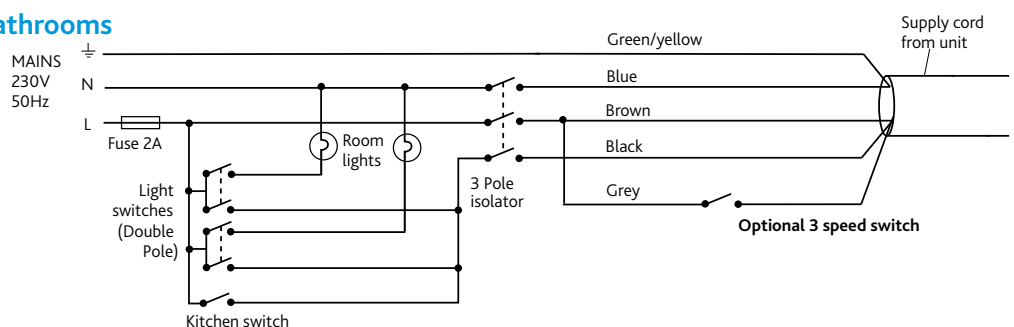 athrooms
MAINS
230V
50Hz
N
L
Fuse 2A
Room
lights
Light
switches
(Double
Pole)
Kitchen switch
3 Pole
isolator
Green/yellow
Blue
Brown
Black
Grey
Optional 3 speed switch
Supply cord
from unit